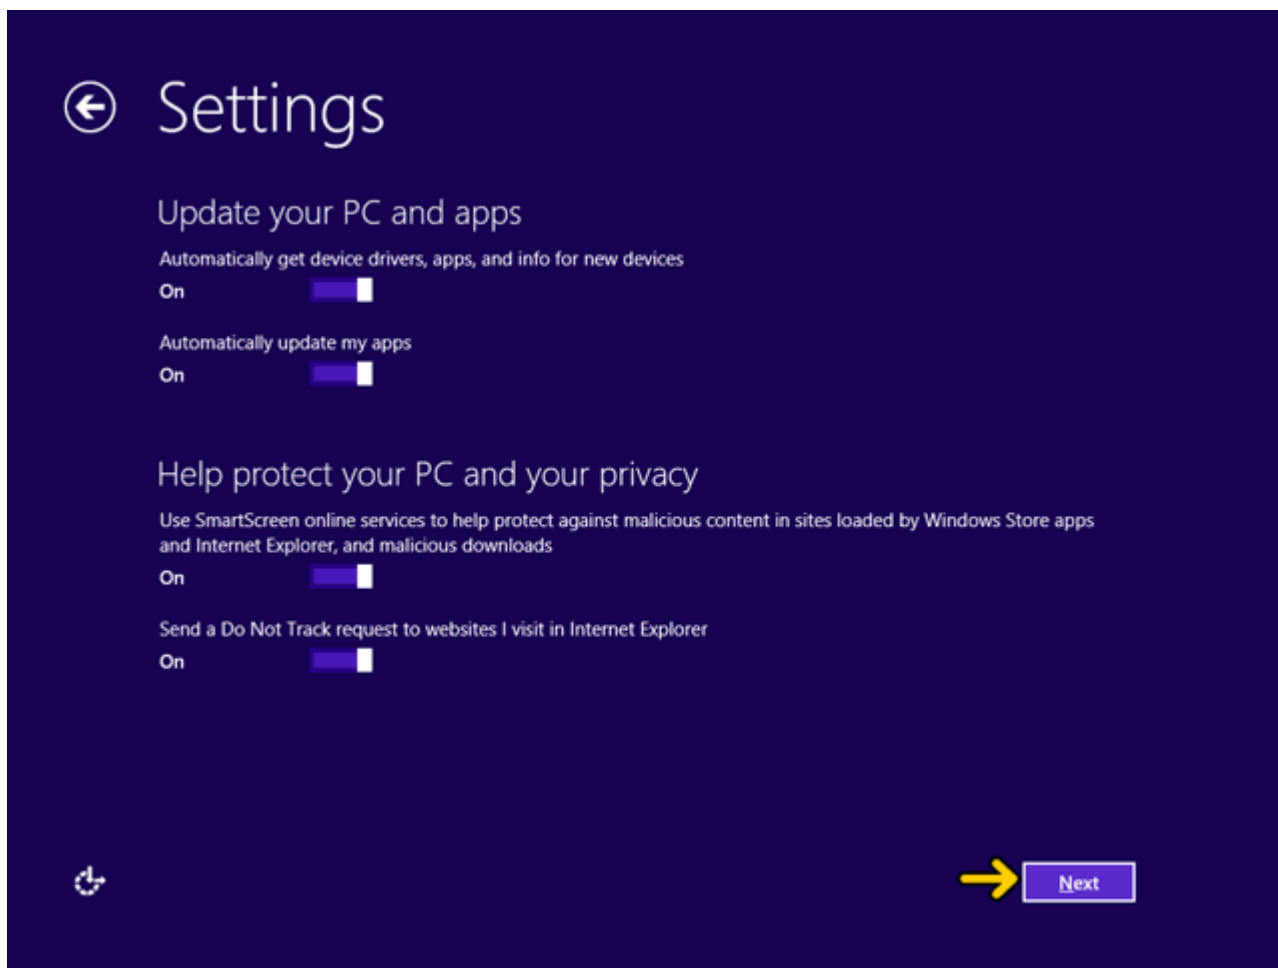 Settings
Update your PC and apps
Automatically get device drivers, apps, and info for new devices
On
Automatically update my apps
On
Help protect your PC and your privacy
Use SmartScreen online services to help protect against malicious content in sites loaded by Windows Store apps
and Internet Explorer, and malicious downloads
On
Send a Do Not Track request to websites I visit in Internet Explorer
On
Next